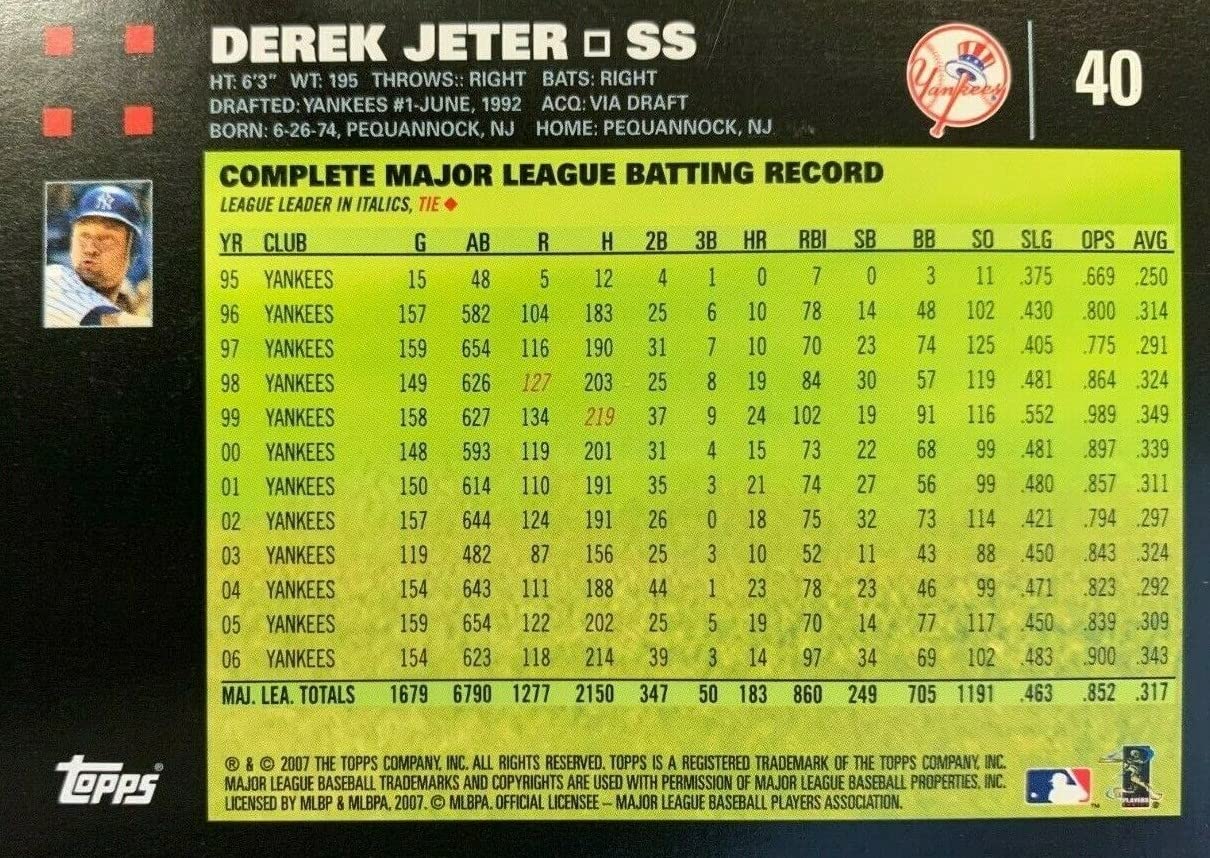 DEREK JETER □ SS
HT: 6'3" WT: 195 THROWS:: RIGHT BATS: RIGHT
DRAFTED: YANKEES #1-JUNE, 1992 ACQ: VIA DRAFT
BORN: 6-26-74, PEQUANNOCK, NJ HOME: PEQUANNOCK, NJ
Yankees
40
COMPLETE MAJOR LEAGUE BATTING RECORD
LEAGUE LEADER IN ITALICS, TIE ◆
YR CLUB G AB R H 2B 3B HR RBI SB BB SO SLG OPS AVG
95 YANKEES 15 48 5 12 4 1 0 7 0 3 11 .375 .669 .250
96 YANKEES 157 582 104 183 25 6 10 78 14 48 102 .430 .800 .314
97 YANKEES 159 654 116 190 31 7 10 70 23 74 125 .405 .775 .291
98 YANKEES 149 626 127 203 25 8 19 84 30 57 119 .481 .864 .324
99 YANKEES 158 627 134 219 37 9 24 102 19 91 116 .552 .989 .349
00 YANKEES 148 593 119 201 31 4 15 73 22 68 99 .481 .897 .339
01 YANKEES 150 614 110 191 35 3 21 74 27 56 99 .480 .857 .311
02 YANKEES 157 644 124 191 26 0 18 75 32 73 114 .421 .794 .297
03 YANKEES 119 482 87 156 25 3 10 52 11 43 88 .450 .843 .324
04 YANKEES 154 643 111 188 44 1 23 78 23 46 99 .471 .823 .292
05 YANKEES 159 654 122 202 25 5 19 70 14 77 117 .450 .839 .309
06 YANKEES 154 623 118 214 39 3 14 97 34 69 102 .483 .900 .343
MAJ. LEA. TOTALS 1679 6790 1277 2150 347 50 183 860 249 705 1191 .463 .852 .317
® & © 2007 THE TOPPS COMPANY, INC. ALL RIGHTS RESERVED. TOPPS IS A REGISTERED TRADEMARK OF THE TOPPS COMPANY, INC.
MAJOR LEAGUE BASEBALL TRADEMARKS AND COPYRIGHTS ARE USED WITH PERMISSION OF MAJOR LEAGUE BASEBALL PROPERTIES, INC.
LICENSED BY MLBP & MLBPA, 2007. © MLBPA. OFFICIAL LICENSEE – MAJOR LEAGUE BASEBALL PLAYERS ASSOCIATION.
Topps®
™
PLAYERS